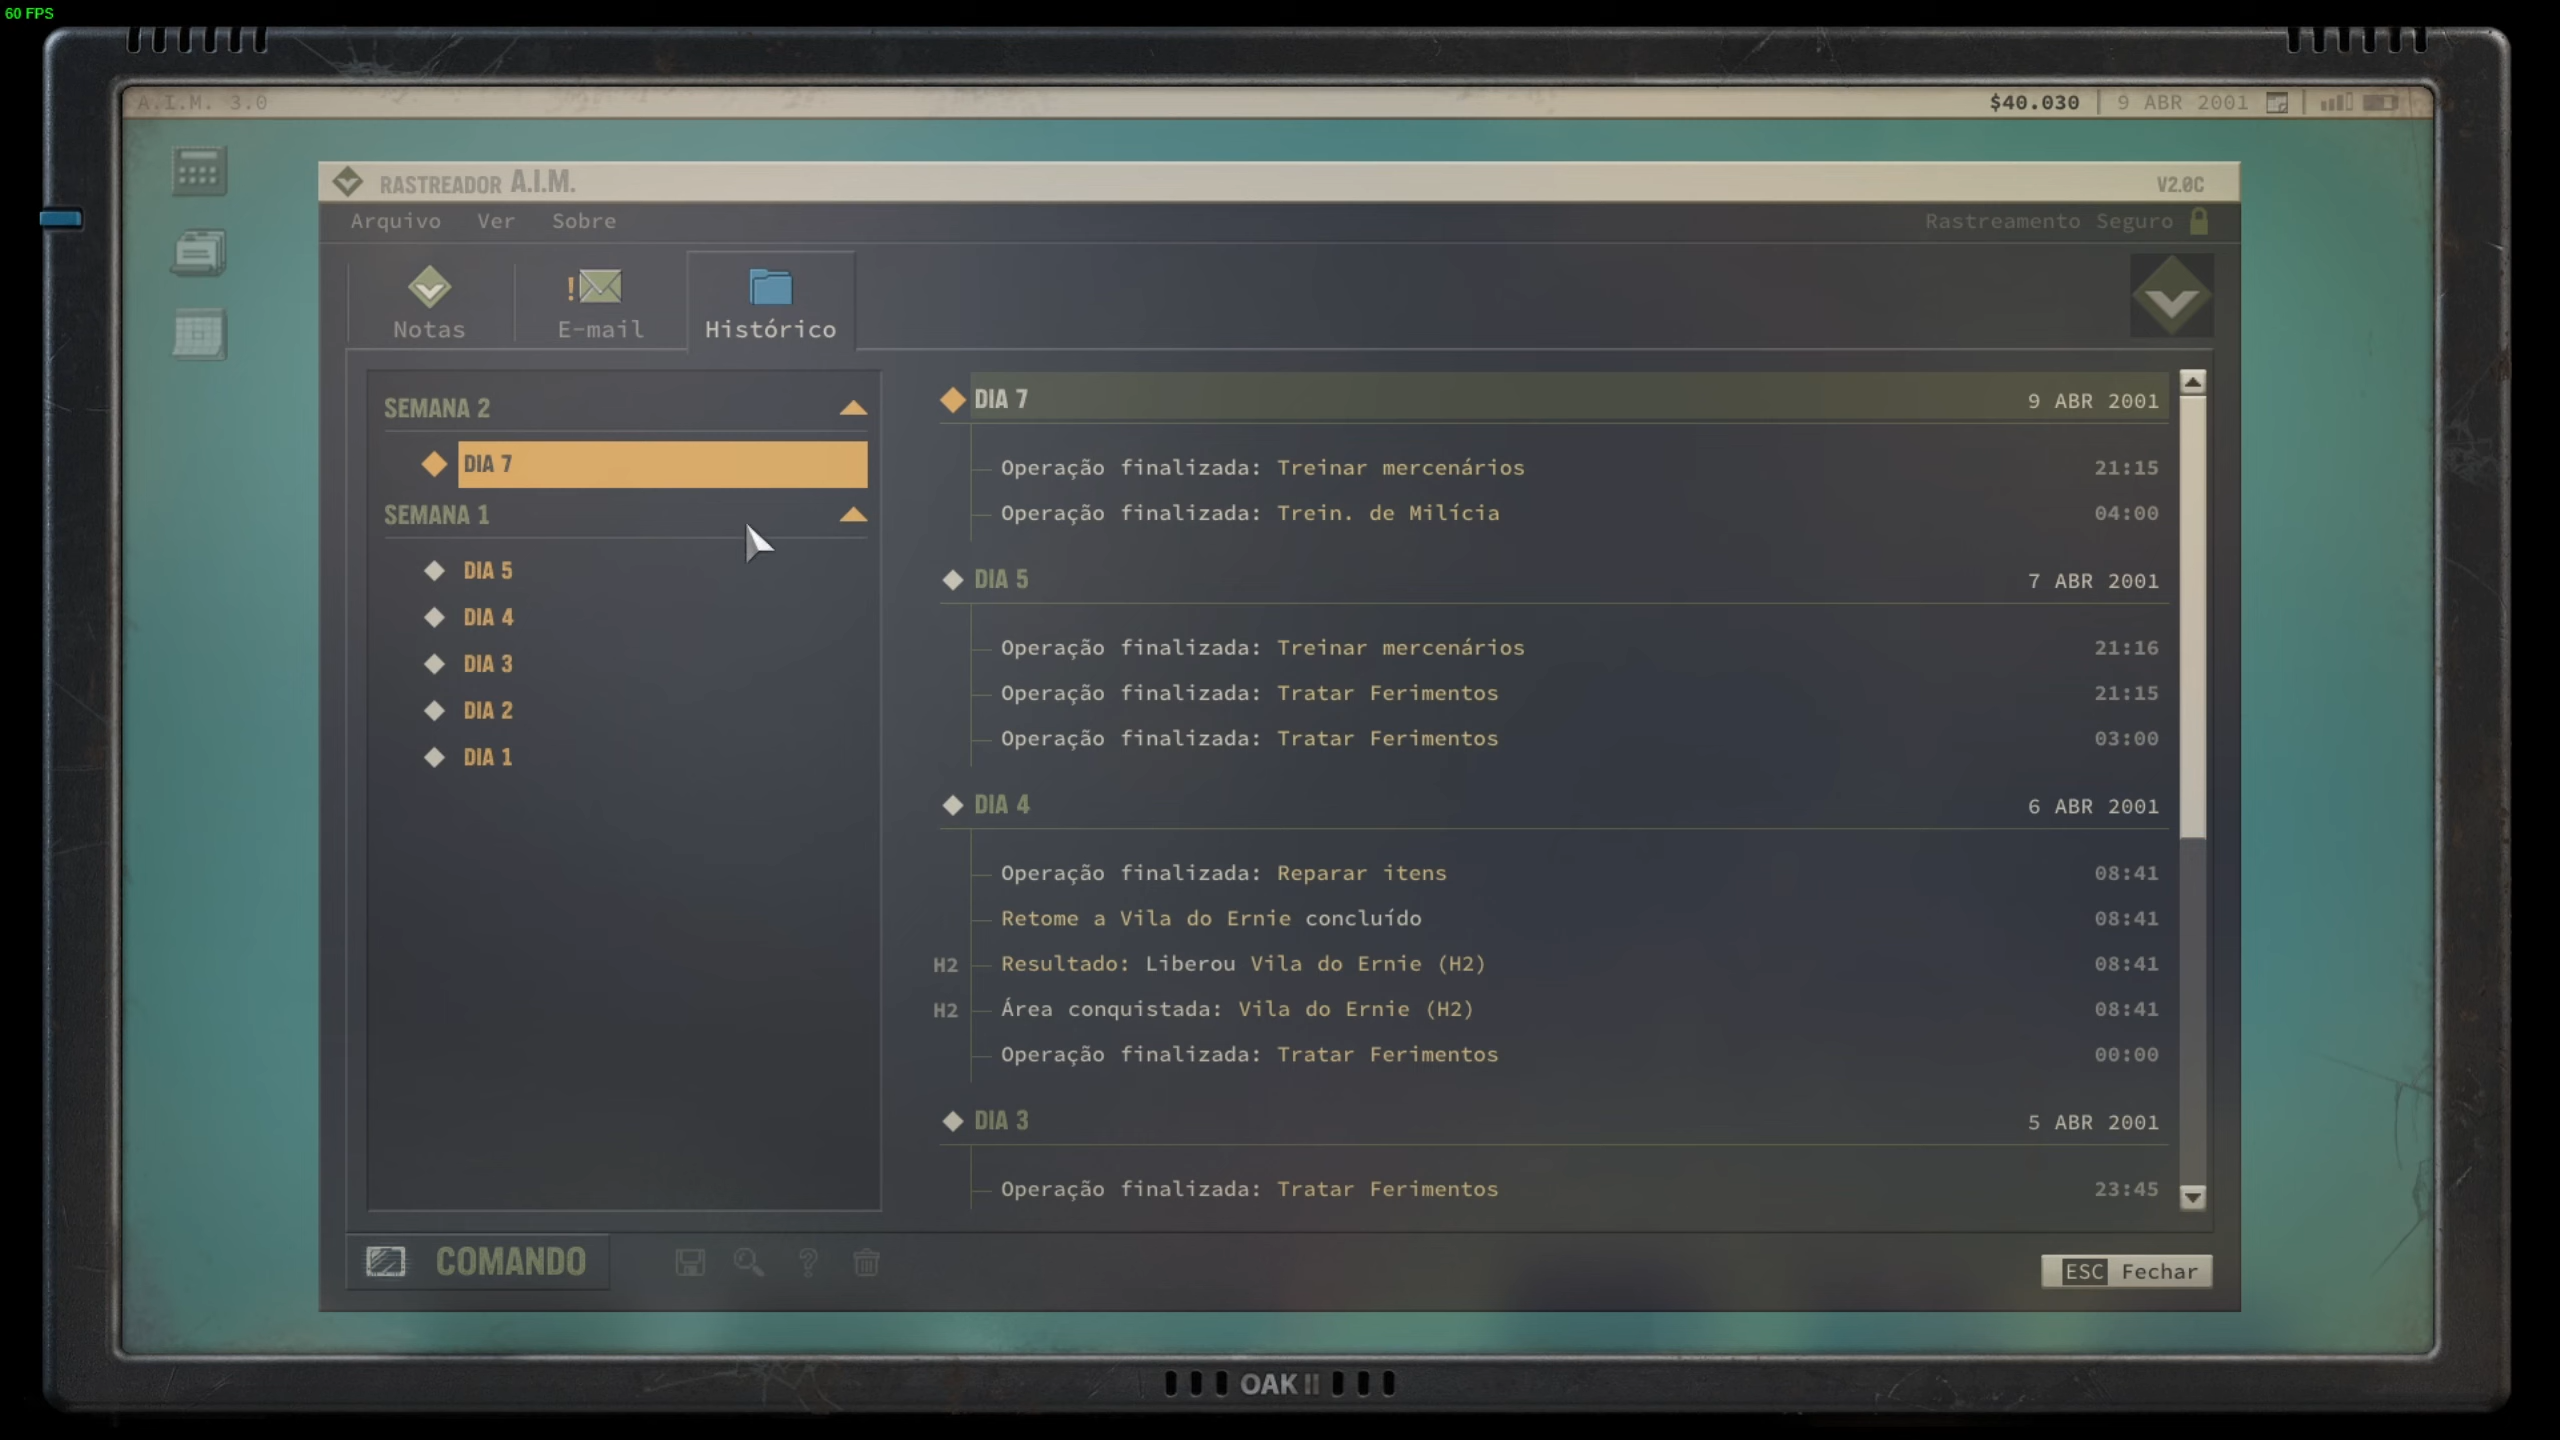 60 FPS
A.I.M. 3.0
$40.030 | 9 ABR 2001
RASTREADOR A.I.M.
V2.0C
Arquivo Ver Sobre
Rastreamento Seguro
Notas
! E-mail
Histórico
SEMANA 2
DIA 7
SEMANA 1
DIA 5
DIA 4
DIA 3
DIA 2
DIA 1
DIA 7 9 ABR 2001
Operação finalizada: Treinar mercenários 21:15
Operação finalizada: Trein. de Milícia 04:00
DIA 5 7 ABR 2001
Operação finalizada: Treinar mercenários 21:16
Operação finalizada: Tratar Ferimentos 21:15
Operação finalizada: Tratar Ferimentos 03:00
DIA 4 6 ABR 2001
Operação finalizada: Reparar itens 08:41
Retome a Vila do Ernie concluído 08:41
H2 Resultado: Liberou Vila do Ernie (H2) 08:41
H2 Área conquistada: Vila do Ernie (H2) 08:41
Operação finalizada: Tratar Ferimentos 00:00
DIA 3 5 ABR 2001
Operação finalizada: Tratar Ferimentos 23:45
COMANDO
?
ESC Fechar
OAK II